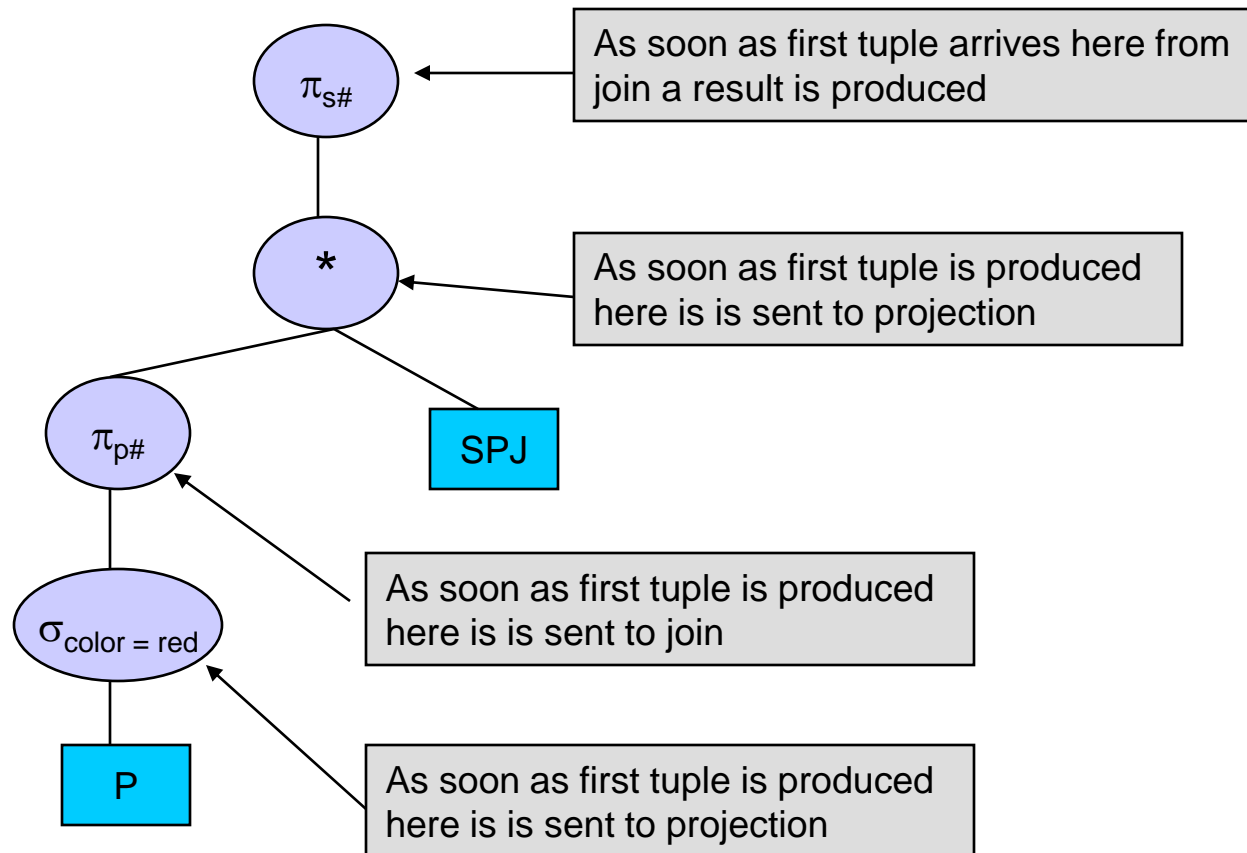 π s#
As soon as first tuple arrives here from
join a result is produced
*
As soon as first tuple is produced
here is is sent to projection
π p#
SPJ
As soon as first tuple is produced
here is is sent to join
σ color = red
P
As soon as first tuple is produced
here is is sent to projection